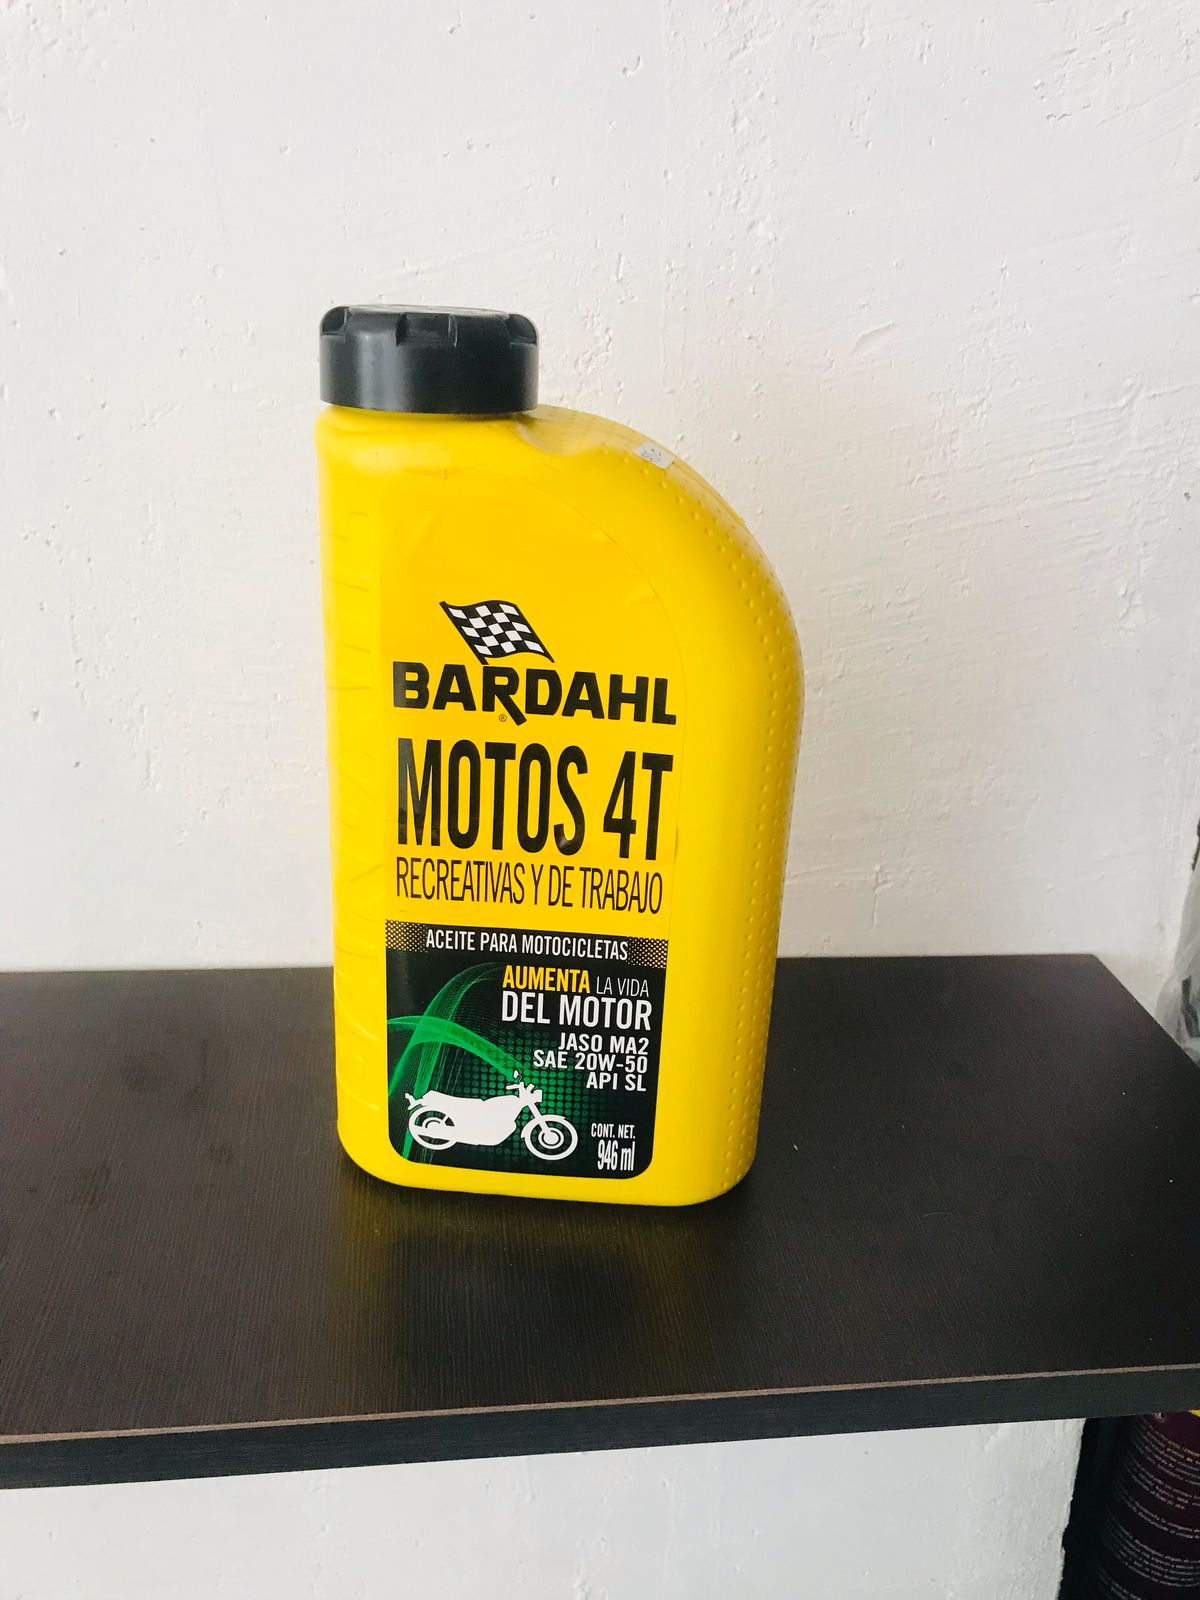 BARDAHL
®
MOTOS 4T
RECREATIVAS Y DE TRABAJO
ACEITE PARA MOTOCICLETAS
AUMENTA LA VIDA
DEL MOTOR
JASO MA2
SAE 20W-50
API SL
CONT. NET.
946 ml